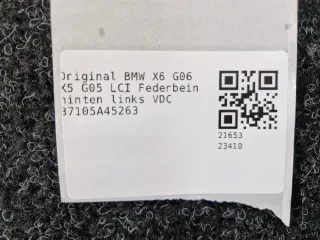 Original BMW X6 G06
X5 G05 LCI Federbein
hinten links VDC
37105A45263
21653
23410